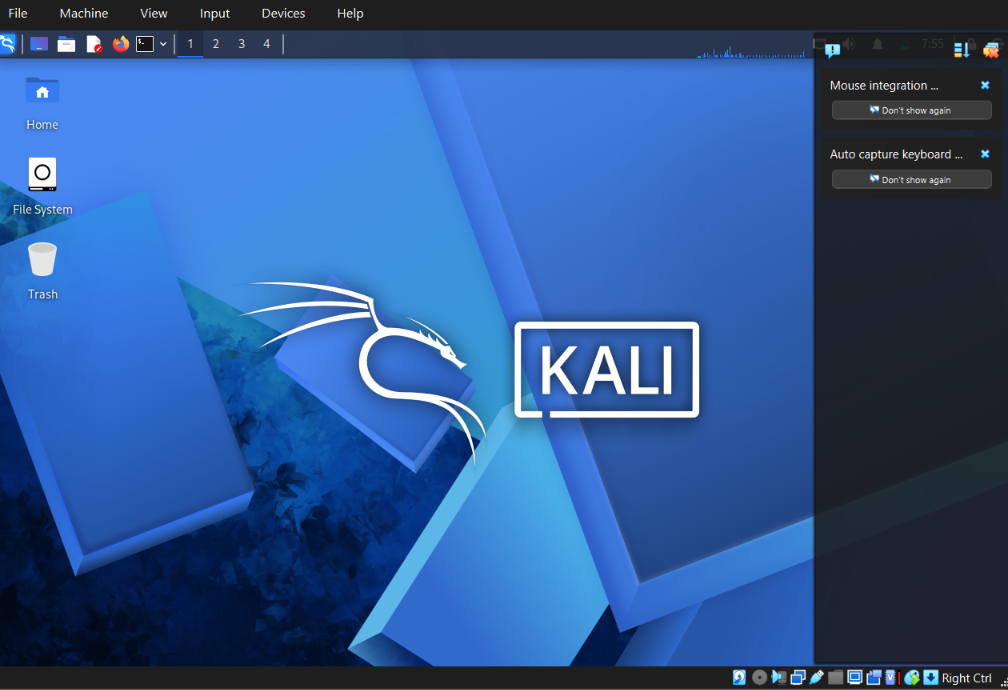 File Machine View Input Devices Help
1 2 3 4
7:55
Home
File System
Trash
KALI
Mouse integration ...
Don't show again
Auto capture keyboard ...
Don't show again
Right Ctrl